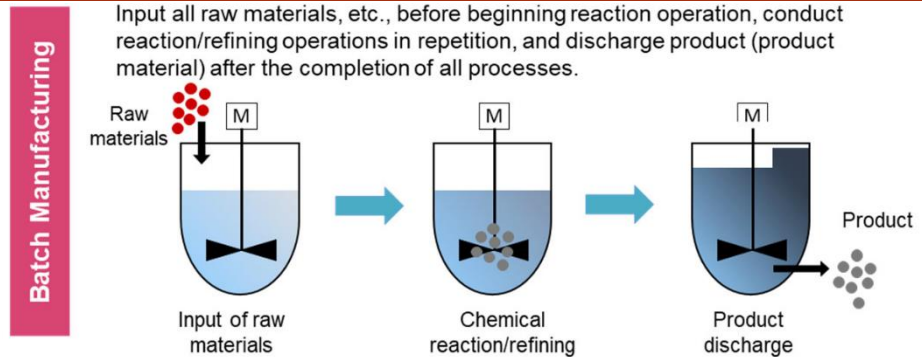 Batch Manufacturing
Input all raw materials, etc., before beginning reaction operation, conduct
reaction/refining operations in repetition, and discharge product (product
material) after the completion of all processes.
Raw
materials
M
M
M
Product
Input of raw
materials
Chemical
reaction/refining
Product
discharge